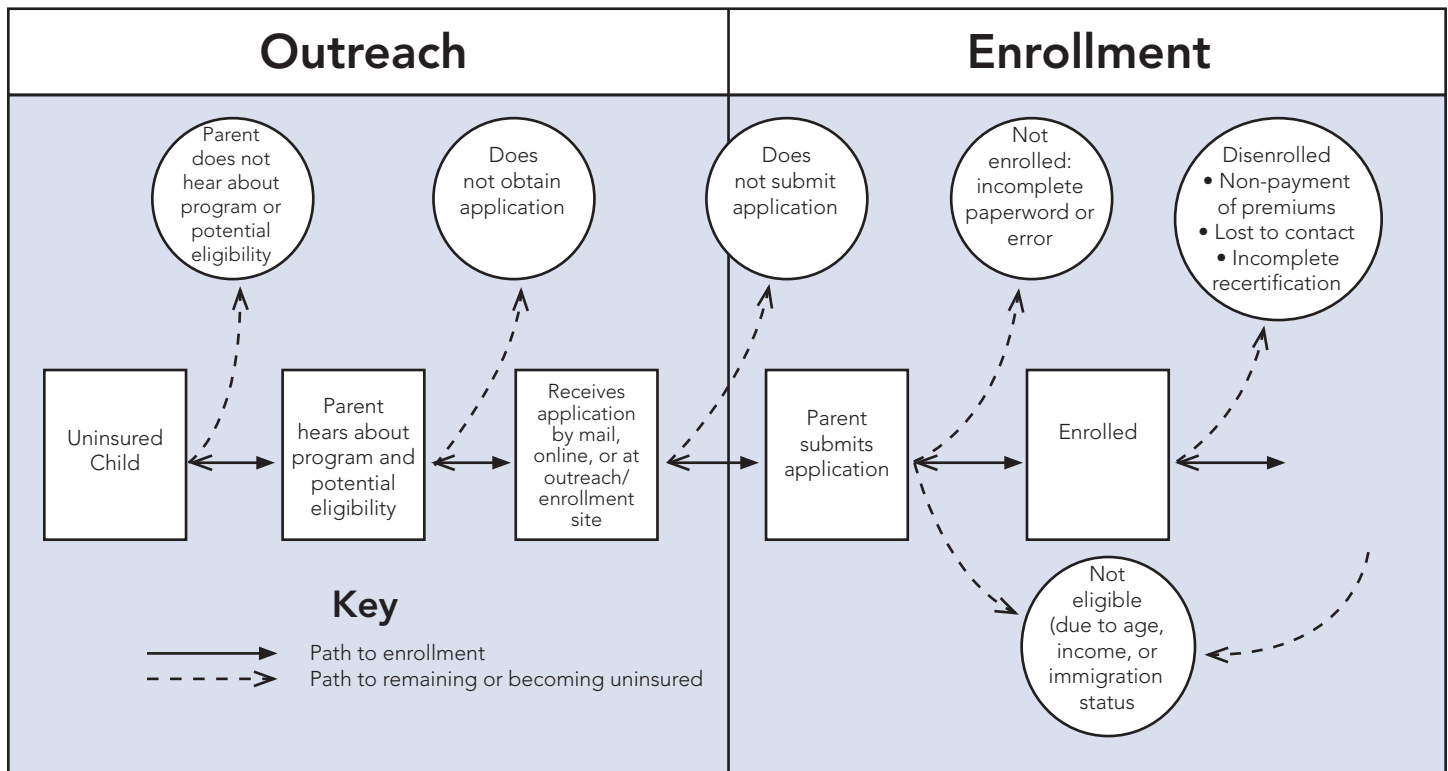 Outreach
Enrollment
Parent
does not
hear about
program or
potential
eligibility
Does
not obtain
application
Does
not submit
application
Not
enrolled:
incomplete
paperword or
error
Disenrolled
• Non-payment
of premiums
• Lost to contact
• Incomplete
recertification
Uninsured
Child
Parent
hears about
program and
potential
eligibility
Receives
application
by mail,
online, or at
outreach/
enrollment
site
Parent
submits
application
Enrolled
Not
eligible
(due to age,
income, or
immigration
status
Key
Path to enrollment
Path to remaining or becoming uninsured